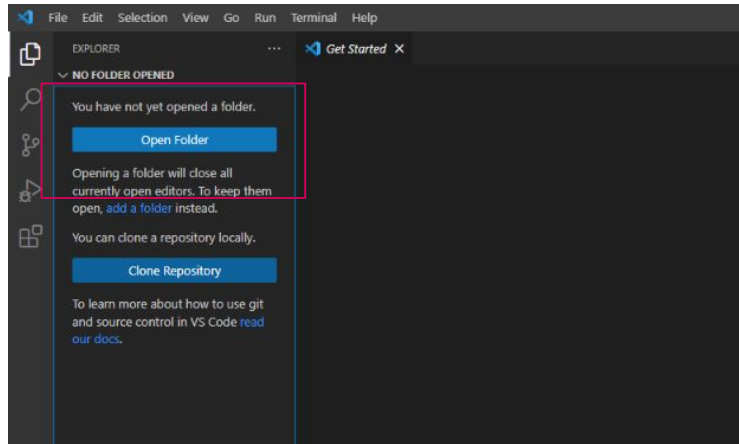 File Edit Selection View Go Run Terminal Help
EXPLORER ...
Get Started
NO FOLDER OPENED
You have not yet opened a folder.
Open Folder
Opening a folder will close all
currently open editors. To keep them
open, add a folder instead.
You can clone a repository locally.
Clone Repository
To learn more about how to use git
and source control in VS Code read
our docs.